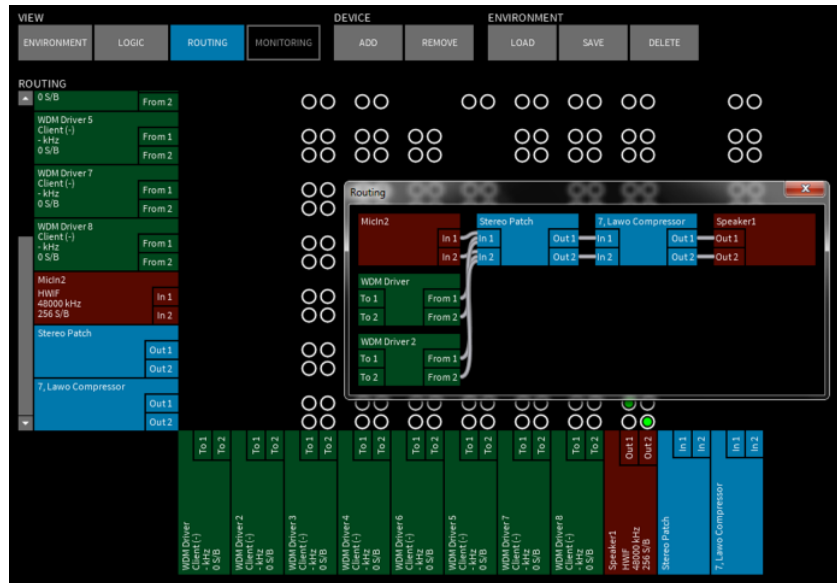 VIEW DEVICE ENVIRONMENT
ENVIRONMENT LOGIC ROUTING MONITORING ADD REMOVE LOAD SAVE DELETE
ROUTING
0 S/B
From 2
WDM Driver 5
Client (-)
- kHz
0 S/B
From 1
From 2
WDM Driver 7
Client (-)
- kHz
0 S/B
From 1
From 2
WDM Driver 8
Client (-)
- kHz
0 S/B
From 1
From 2
MicIn2
HWIF
48000 kHz
256 S/B
In 1
In 2
Stereo Patch
Out 1
Out 2
7, Lawo Compressor
Out 1
Out 2
Routing
MicIn2
In 1
In 2
Stereo Patch
In 1 Out 1
In 2 Out 2
7, Lawo Compressor
In 1 Out 1
In 2 Out 2
Speaker1
Out 1
Out 2
WDM Driver
To 1 From 1
To 2 From 2
WDM Driver 2
To 1 From 1
To 2 From 2
To 1
To 2
WDM Driver
Client (-)
- kHz
0 S/B
To 1
To 2
WDM Driver 2
Client (-)
- kHz
0 S/B
To 1
To 2
WDM Driver 3
Client (-)
- kHz
0 S/B
To 1
To 2
WDM Driver 4
Client (-)
- kHz
0 S/B
To 1
To 2
WDM Driver 6
Client (-)
- kHz
0 S/B
To 1
To 2
WDM Driver 5
Client (-)
- kHz
0 S/B
To 1
To 2
WDM Driver 7
Client (-)
- kHz
0 S/B
To 1
To 2
WDM Driver 8
Client (-)
- kHz
0 S/B
Out 1
Out 2
Speaker1
HWIF
48000 kHz
256 S/B
In 1
In 2
Stereo Patch
In 1
In 2
7, Lawo Compressor